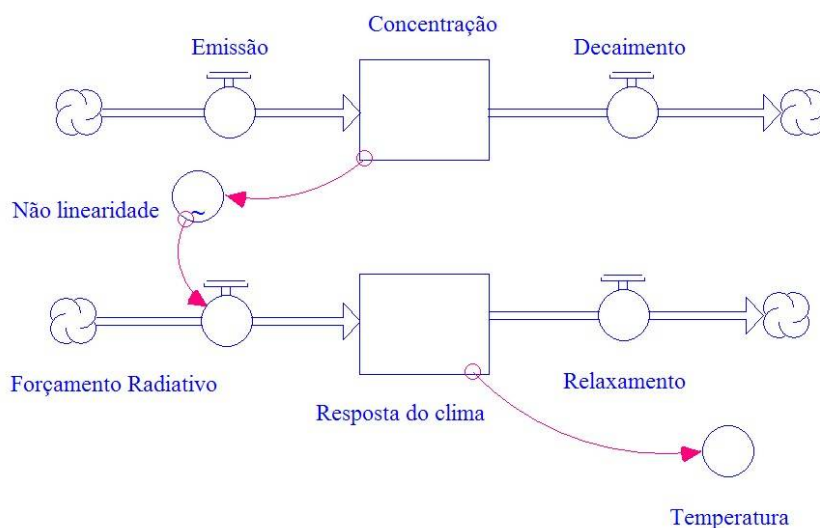 Emissão
Concentração
Decaimento
Não linearidade
~
Forçamento Radiativo
Resposta do clima
Relaxamento
Temperatura